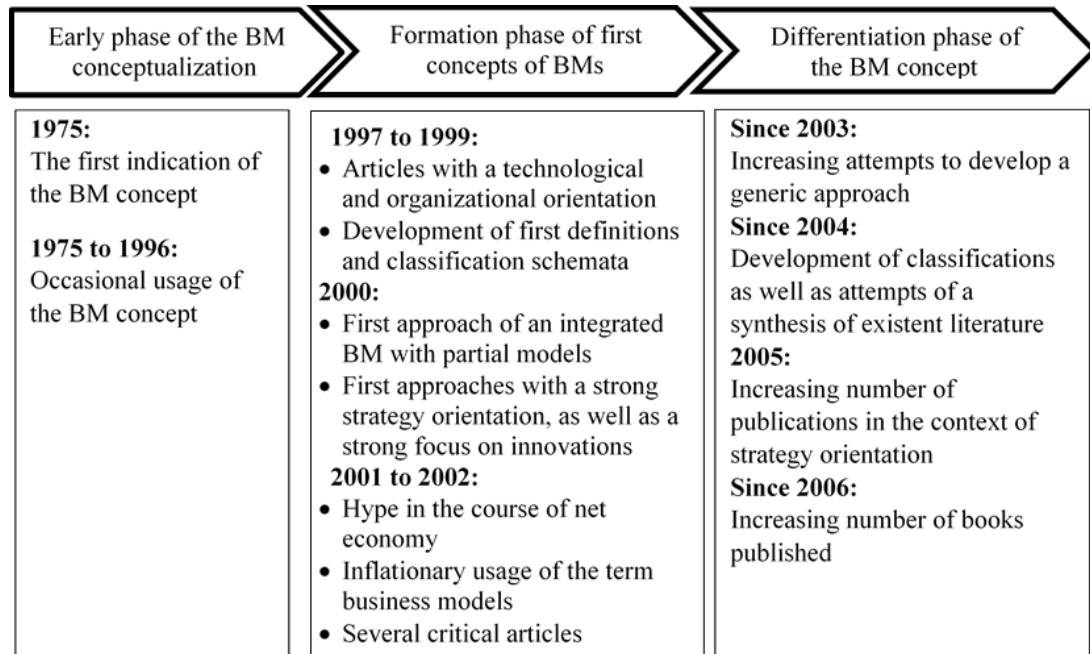 Early phase of the BM
conceptualization
Formation phase of first
concepts of BMs
Differentiation phase of
the BM concept
1975:
The first indication of
the BM concept
1975 to 1996:
Occasional usage of
the BM concept
1997 to 1999:
• Articles with a technological
and organizational orientation
• Development of first definitions
and classification schemata
2000:
• First approach of an integrated
BM with partial models
• First approaches with a strong
strategy orientation, as well as a
strong focus on innovations
2001 to 2002:
• Hype in the course of net
economy
• Inflationary usage of the term
business models
• Several critical articles
Since 2003:
Increasing attempts to develop a
generic approach
Since 2004:
Development of classifications
as well as attempts of a
synthesis of existent literature
2005:
Increasing number of
publications in the context of
strategy orientation
Since 2006:
Increasing number of books
published